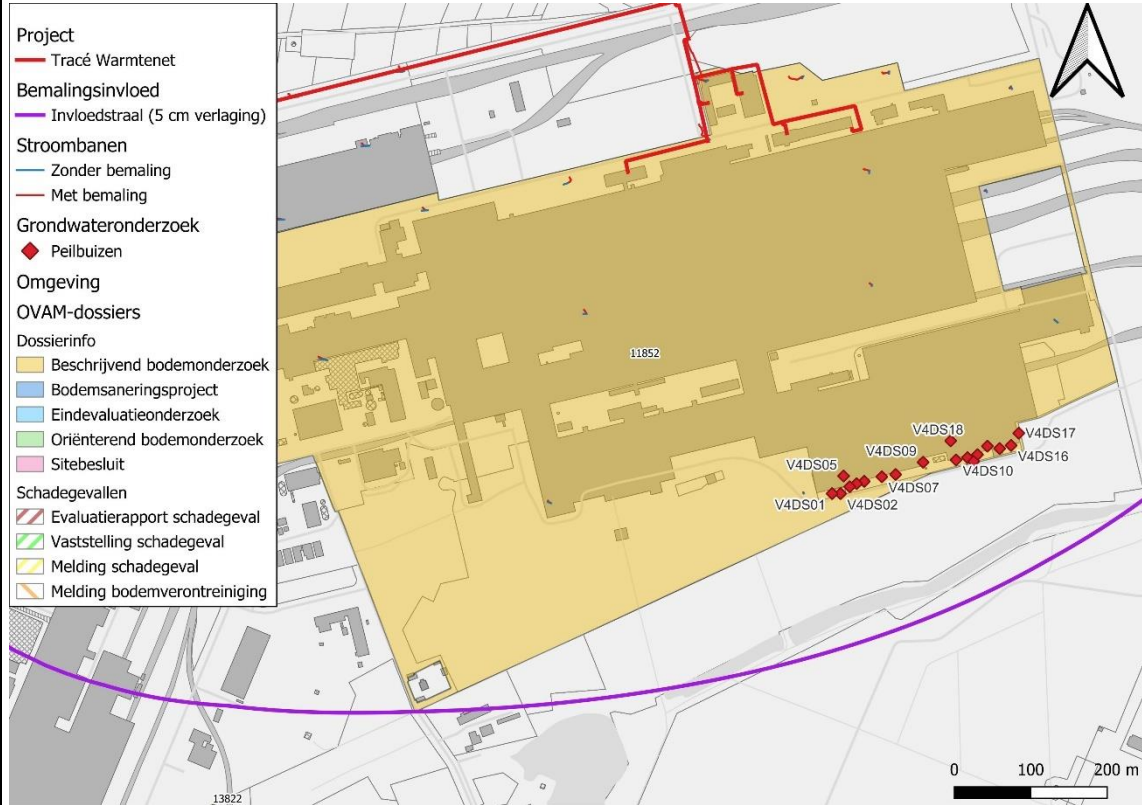 Project
Tracé Warmtenet
Bemalingsinvloed
Invloedstraal (5 cm verlaging)
Stroombanen
Zonder bemaling
Met bemaling
Grondwateronderzoek
Peilbuizen
Omgeving
OVAM-dossiers
Dossierinfo
Beschrijvend bodemonderzoek
Bodemsaneringsproject
Eindevaluatieonderzoek
Oriënterend bodemonderzoek
Sitebesluit
Schadegevallen
Evaluatierapport schadegeval
Vaststelling schadegeval
Melding schadegeval
Melding bodemverontreiniging
11852
V4DS18
V4DS17
V4DS09
V4DS16
V4DS05
V4DS10
V4DS07
V4DS01
V4DS02
13822
0 100 200 m